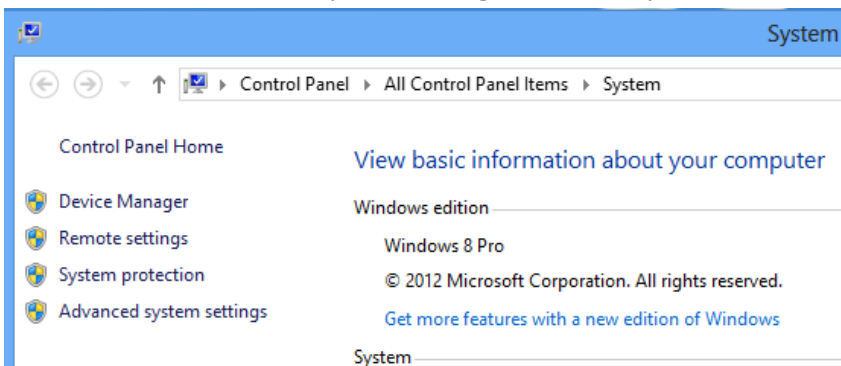 System
Control Panel ▸ All Control Panel Items ▸ System
Control Panel Home
Device Manager
Remote settings
System protection
Advanced system settings
View basic information about your computer
Windows edition
Windows 8 Pro
© 2012 Microsoft Corporation. All rights reserved.
Get more features with a new edition of Windows
System